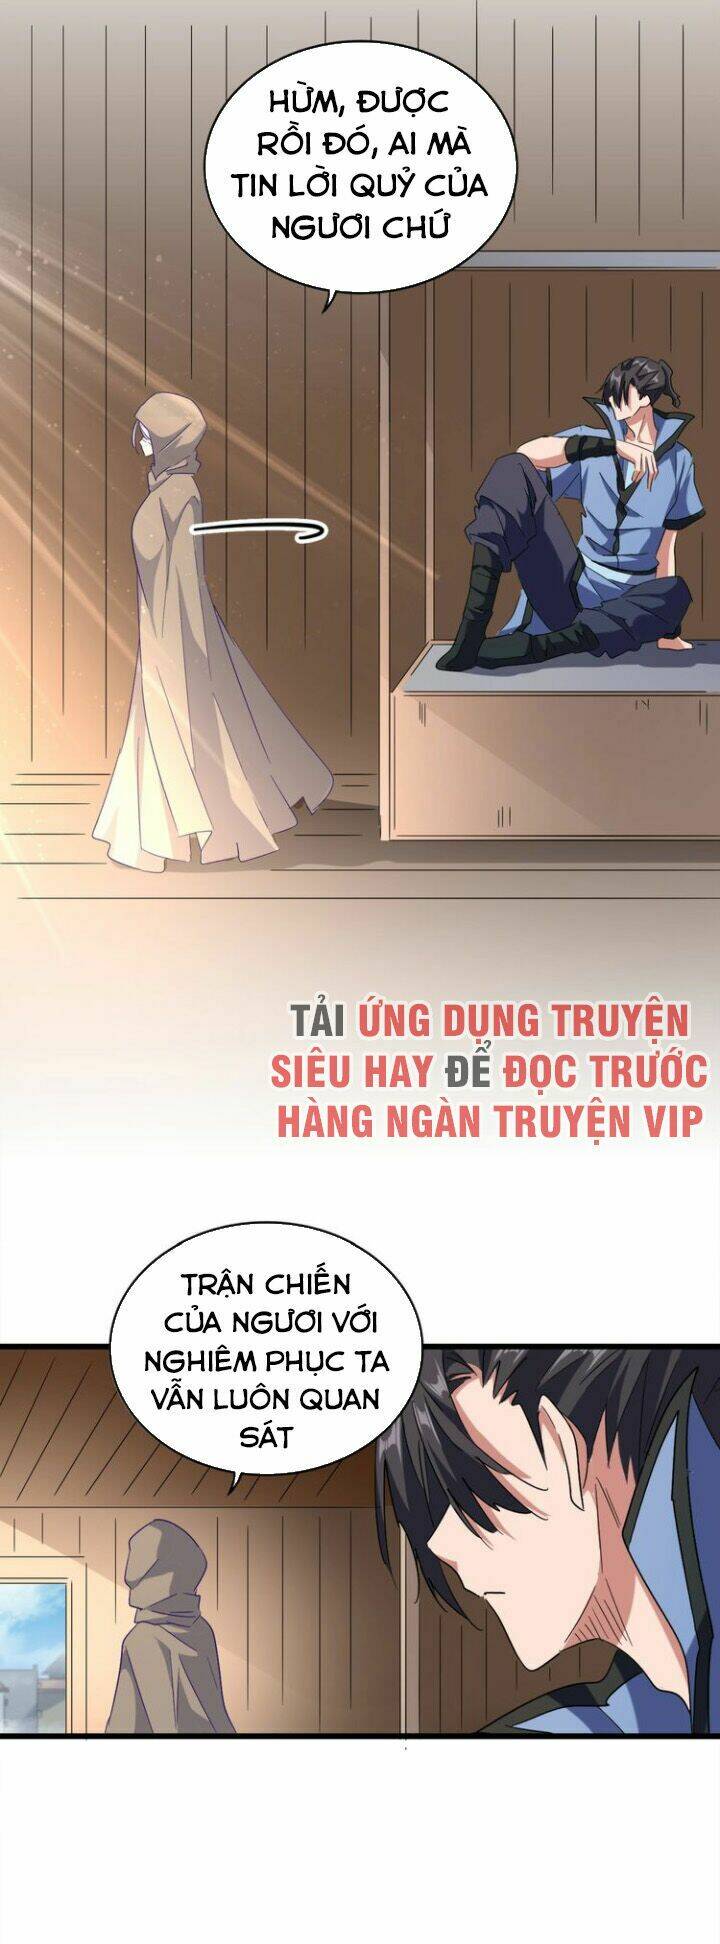 HỪM, ĐƯỢC
RỒI ĐÓ, AI MÀ
TIN LỜI QUỶ CỦA
NGƯƠI CHỨ
TẢI ỨNG DỤNG TRUYỆN
SIÊU HAY ĐỂ ĐỌC TRƯỚC
HÀNG NGÀN TRUYỆN VIP
TRẬN CHIẾN
CỦA NGƯƠI VỚI
NGHIÊM PHỤC TA
VẪN LUÔN QUAN
SÁT